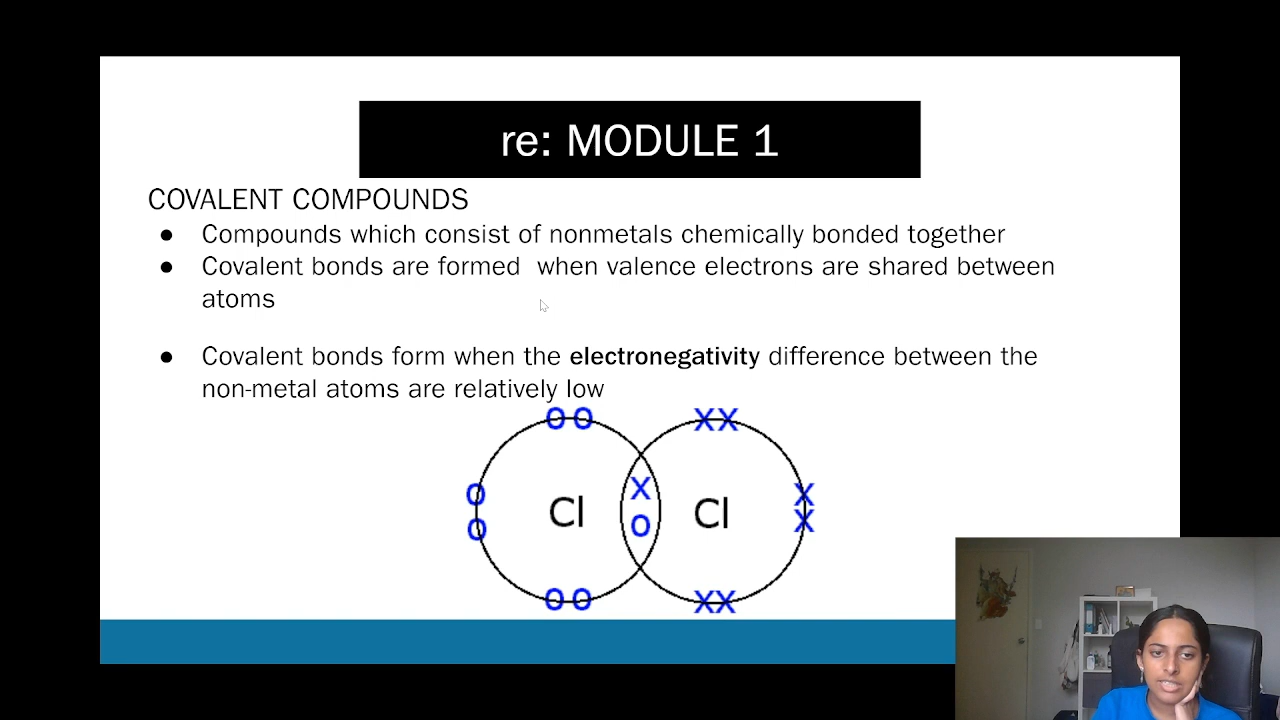 re: MODULE 1
COVALENT COMPOUNDS
● Compounds which consist of nonmetals chemically bonded together
● Covalent bonds are formed when valence electrons are shared between
atoms
● Covalent bonds form when the electronegativity difference between the
non-metal atoms are relatively low
O O XX
O X X
Cl Cl
O O X
O O XX